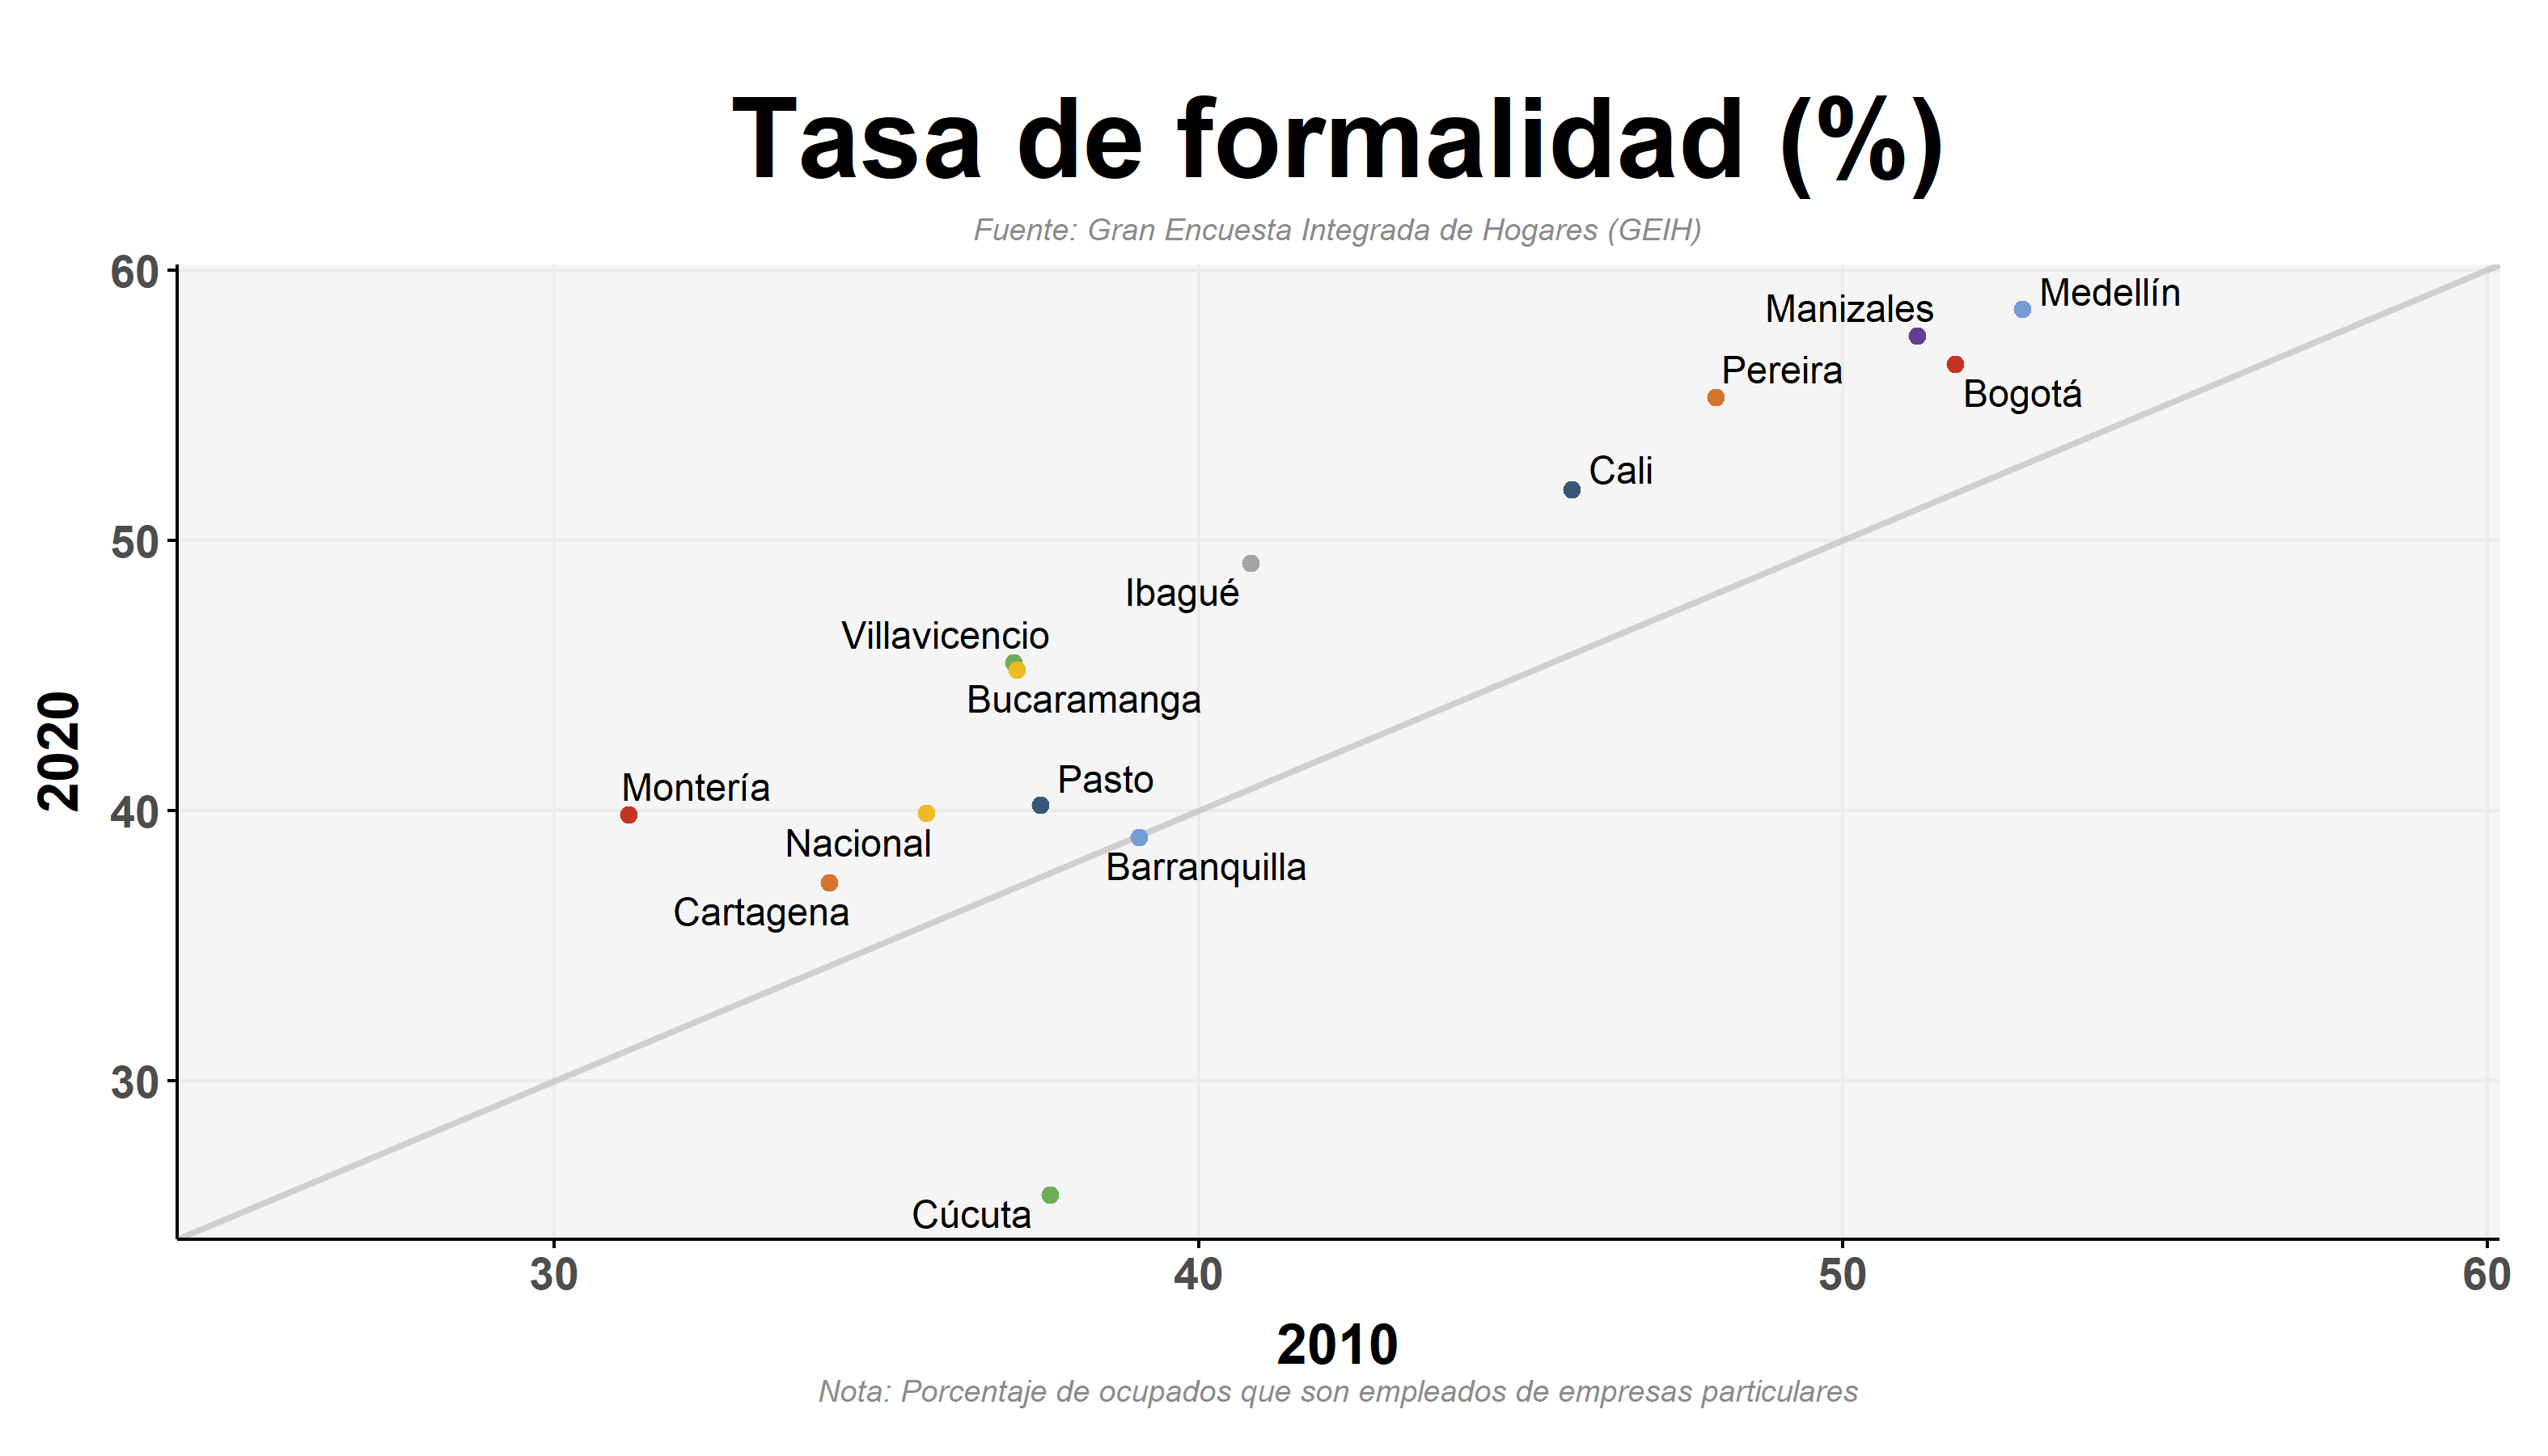 Tasa de formalidad (%)
Fuente: Gran Encuesta Integrada de Hogares (GEIH)
60
50
40
30
2020
Medellín
Manizales
Pereira
Bogotá
Cali
Ibagué
Villavicencio
Bucaramanga
Montería
Pasto
Nacional
Barranquilla
Cartagena
Cúcuta
30
40
50
60
2010
Nota: Porcentaje de ocupados que son empleados de empresas particulares